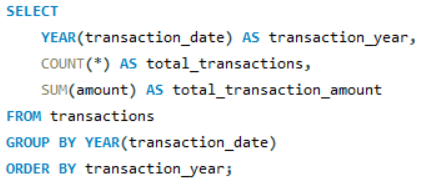 SELECT
    YEAR(transaction_date) AS transaction_year,
    COUNT(*) AS total_transactions,
    SUM(amount) AS total_transaction_amount
FROM transactions
GROUP BY YEAR(transaction_date)
ORDER BY transaction_year;